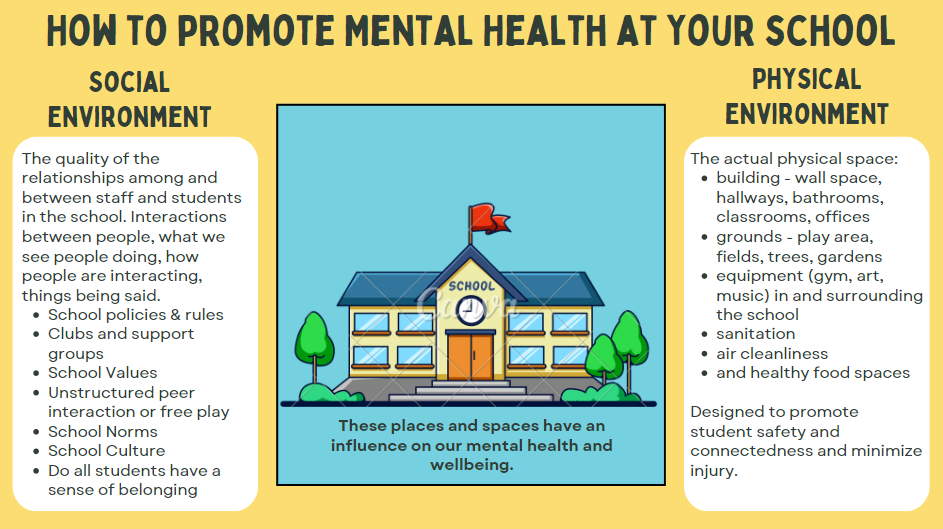 HOW TO PROMOTE MENTAL HEALTH AT YOUR SCHOOL
SOCIAL
ENVIRONMENT
The quality of the
relationships among and
between staff and students
in the school. Interactions
between people, what we
see people doing, how
people are interacting,
things being said.
• School policies & rules
• Clubs and support
groups
• School Values
• Unstructured peer
interaction or free play
• School Norms
• School Culture
• Do all students have a
sense of belonging
SCHOOL
Canva
These places and spaces have an
influence on our mental health and
wellbeing.
PHYSICAL
ENVIRONMENT
The actual physical space:
• building - wall space,
hallways, bathrooms,
classrooms, offices
• grounds - play area,
fields, trees, gardens
• equipment (gym, art,
music) in and surrounding
the school
• sanitation
• air cleanliness
• and healthy food spaces
Designed to promote
student safety and
connectedness and minimize
injury.